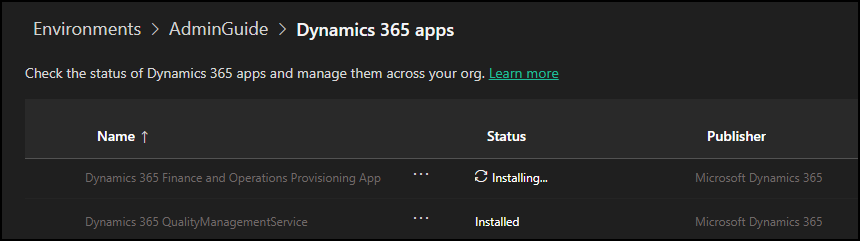 Environments > AdminGuide > Dynamics 365 apps
Check the status of Dynamics 365 apps and manage them across your org. Learn more
Name ↑ Status Publisher
Dynamics 365 Finance and Operations Provisioning App ... Installing... Microsoft Dynamics 365
Dynamics 365 QualityManagementService ... Installed Microsoft Dynamics 365